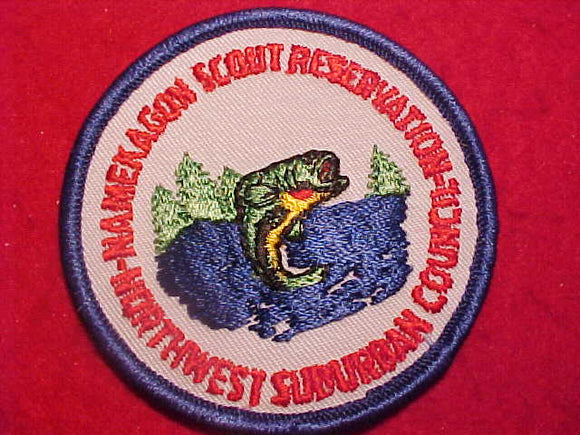 NAMEKAGON SCOUT RESERVATION
NORTHWEST SUBURBAN COUNCIL